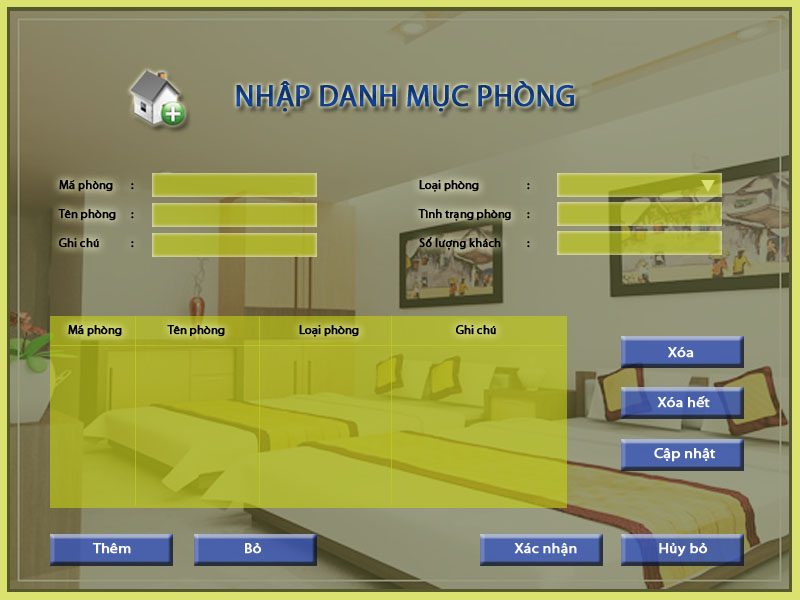 NHẬP DANH MỤC PHÒNG
Mã phòng : Loại phòng :
Tên phòng : Tình trạng phòng :
Ghi chú : Số lượng khách :
Mã phòng Tên phòng Loại phòng Ghi chú
Xóa
Xóa hết
Cập nhật
Thêm Bỏ Xác nhận Hủy bỏ